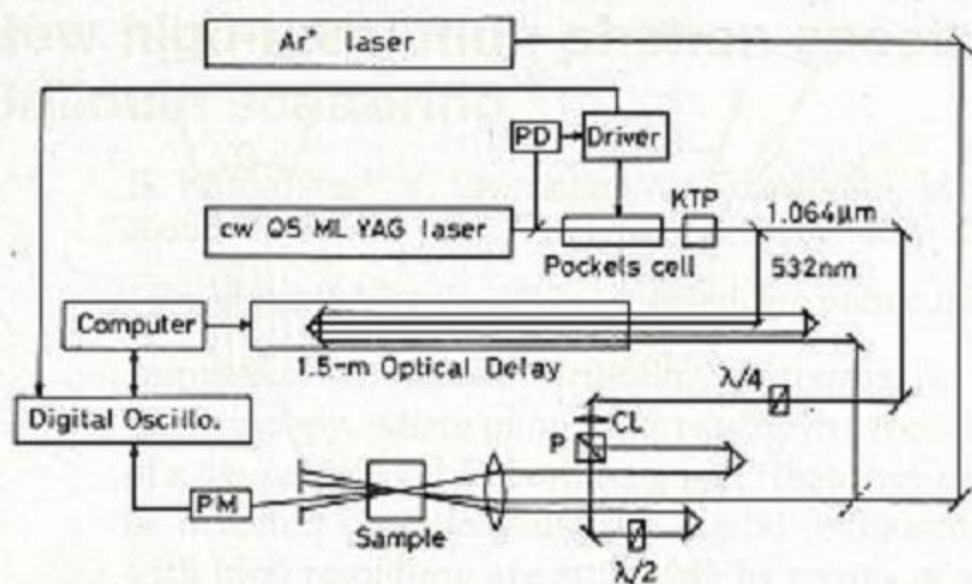 Ar⁺ laser
PD
Driver
KTP
1.064μm
cw QS ML YAG laser
Pockets cell
532nm
Computer
1.5-m Optical Delay
λ/4
Digital Oscillo.
CL
P
PM
Sample
λ/2